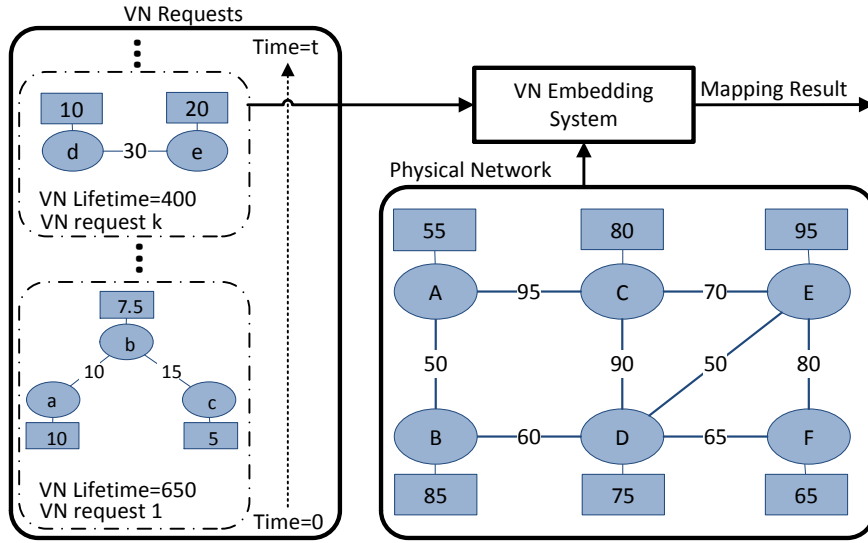 VN Requests
Time=t
10
20
d
30
e
VN Lifetime=400
VN request k
7.5
b
10
15
a
c
10
5
VN Lifetime=650
VN request 1
Time=0
VN Embedding
System
Mapping Result
Physical Network
55
80
95
A
95
C
70
E
50
90
50
80
B
60
D
65
F
85
75
65